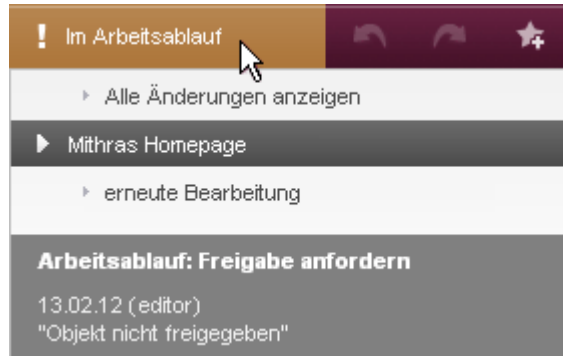 ! Im Arbeitsablauf
Alle Änderungen anzeigen
Mithras Homepage
erneute Bearbeitung
Arbeitsablauf: Freigabe anfordern
13.02.12 (editor)
"Objekt nicht freigegeben"